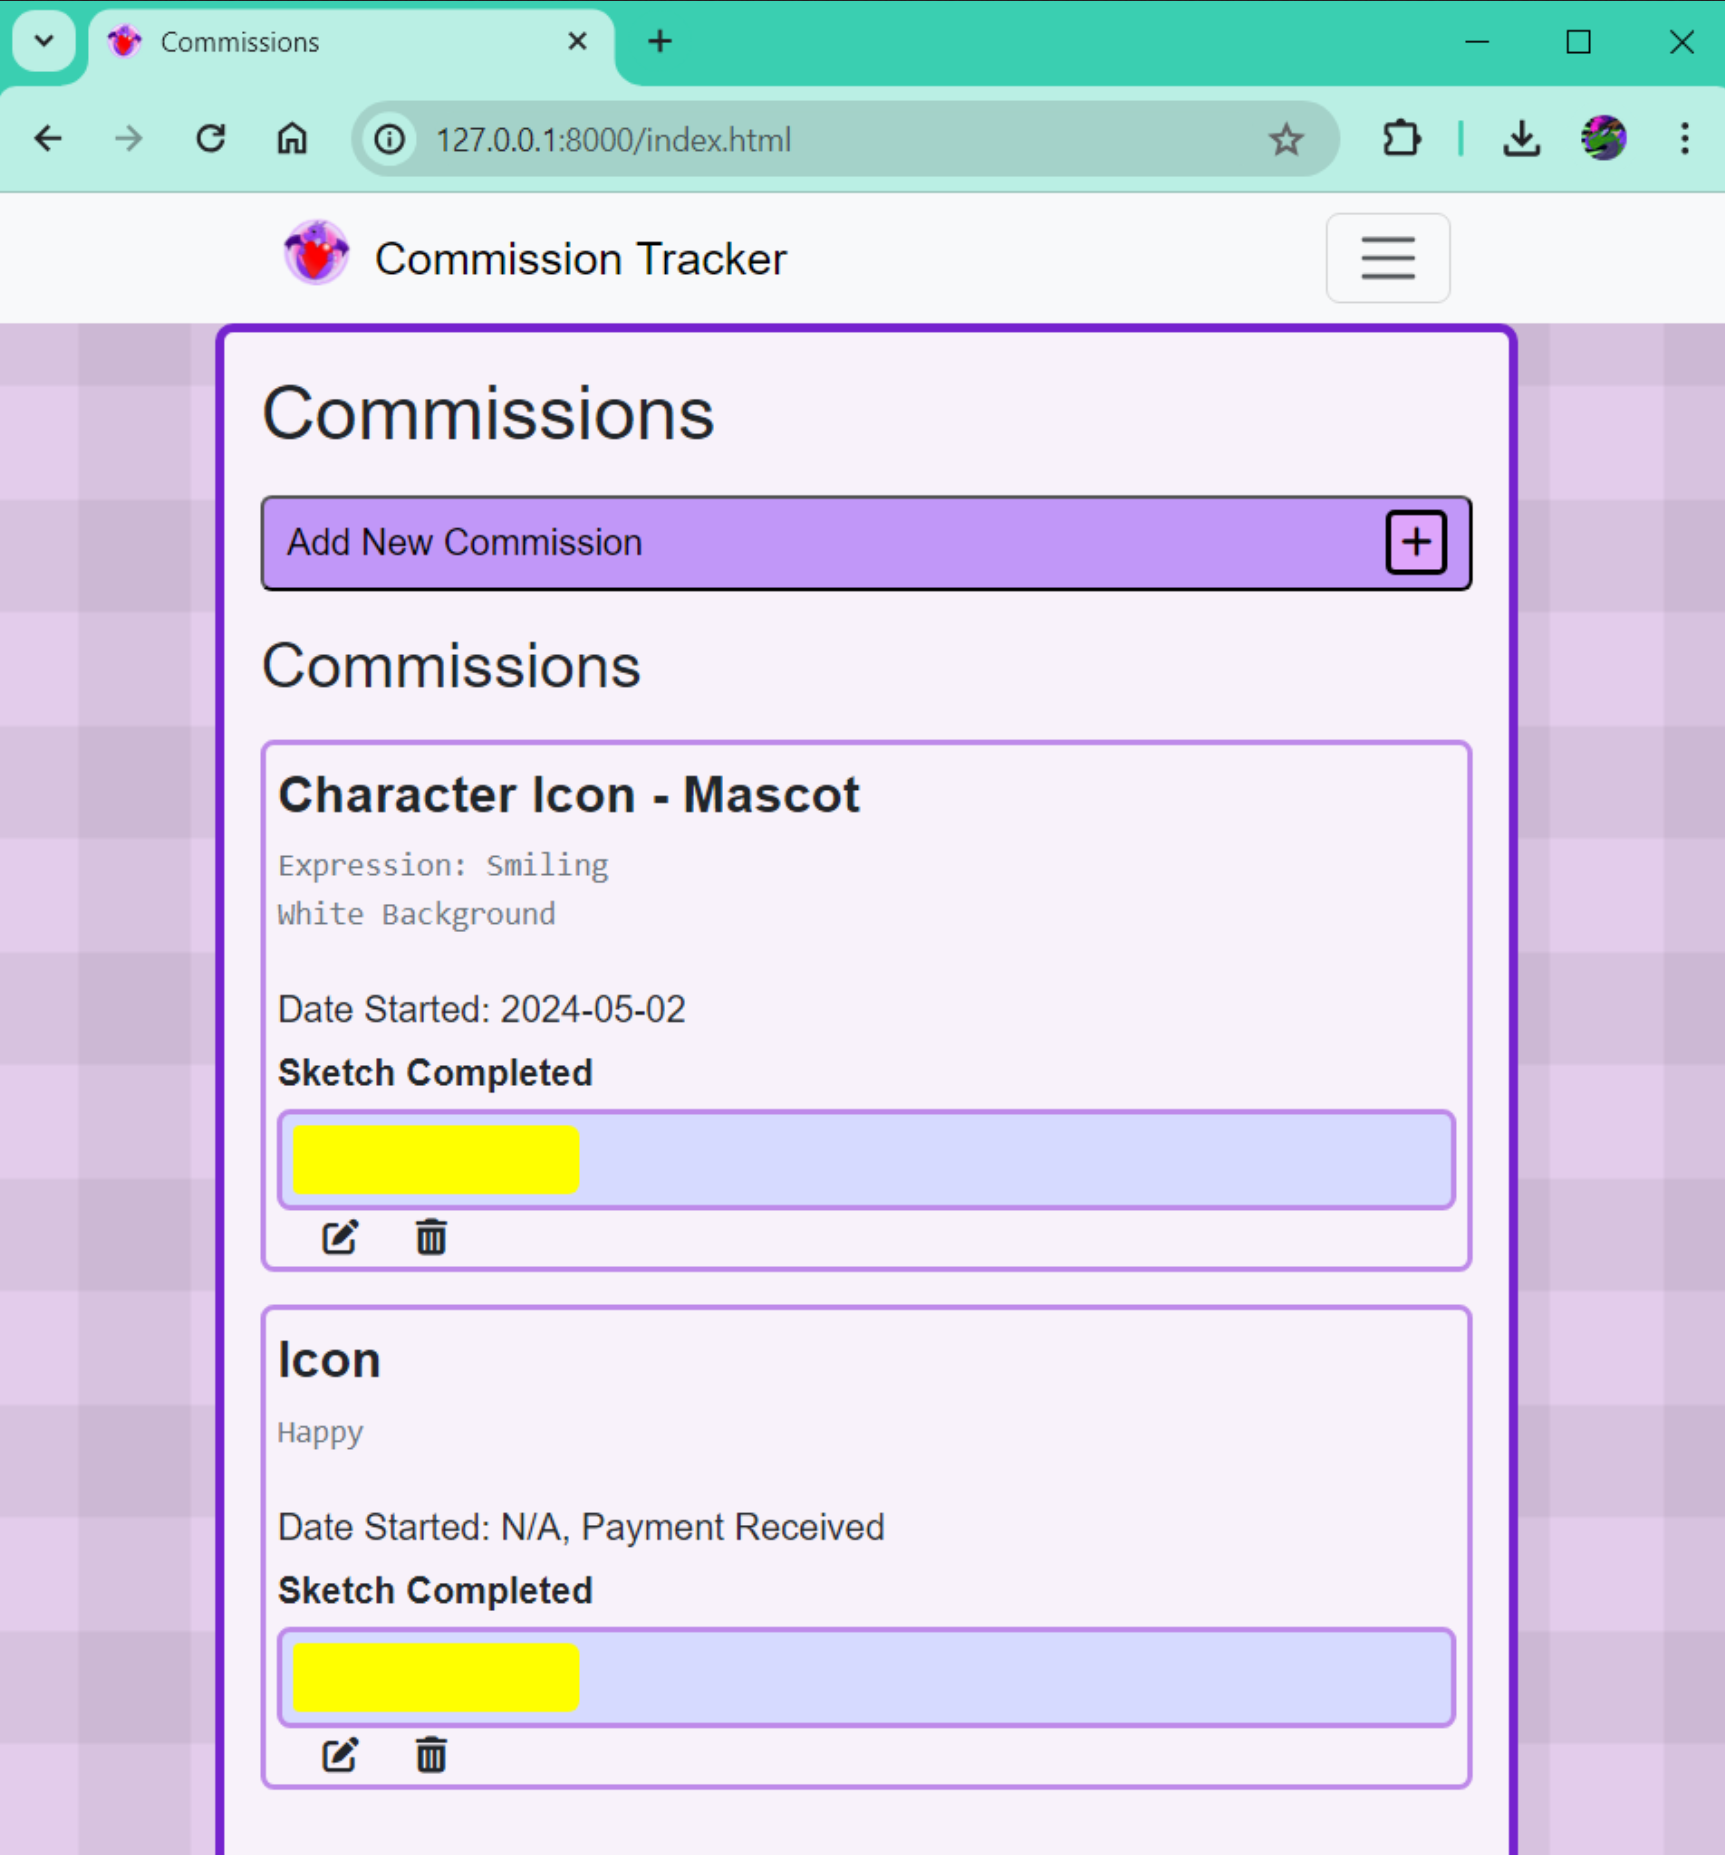 Commissions
127.0.0.1:8000/index.html
Commission Tracker
Commissions
Add New Commission
Commissions
Character Icon - Mascot
Expression: Smiling
White Background
Date Started: 2024-05-02
Sketch Completed
Icon
Happy
Date Started: N/A, Payment Received
Sketch Completed